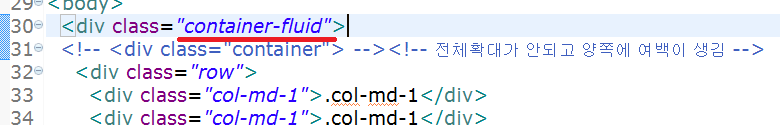 29 <body>
30 <div class="container-fluid">
31 <!-- <div class="container"> --><!-- 전체확대가 안되고 양쪽에 여백이 생김 -->
32 <div class="row">
33 <div class="col-md-1">.col-md-1</div>
34 <div class="col-md-1">.col-md-1</div>